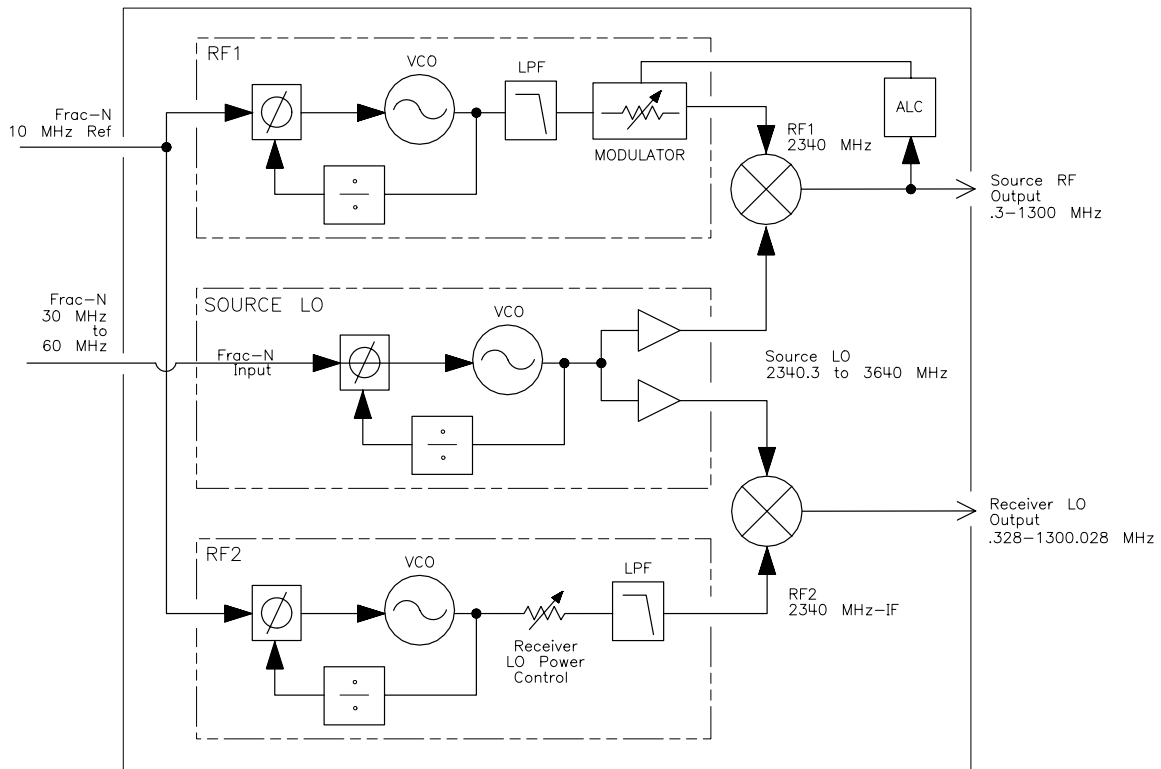 RF1
VCO
LPF
ALC
Frac-N
10 MHz Ref
MODULATOR
RF1
2340 MHz
Source RF
Output
.3-1300 MHz
SOURCE LO
VCO
Frac-N
30 MHz
to
60 MHz
Frac-N
Input
Source LO
2340.3 to 3640 MHz
Receiver LO
Output
.328-1300.028 MHz
RF2
VCO
LPF
RF2
2340 MHz-IF
Receiver
LO Power
Control